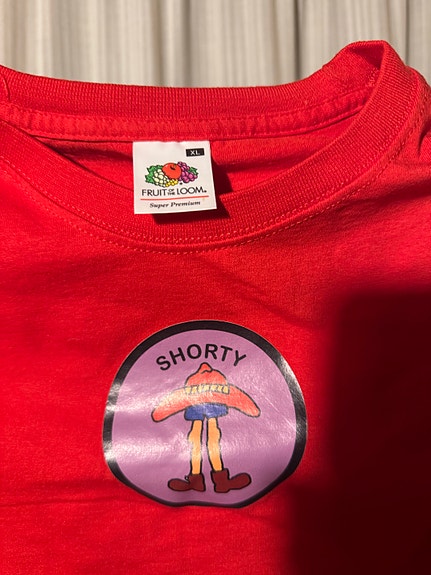 XL
FRUIT OF THE LOOM®
Super Premium
SHORTY